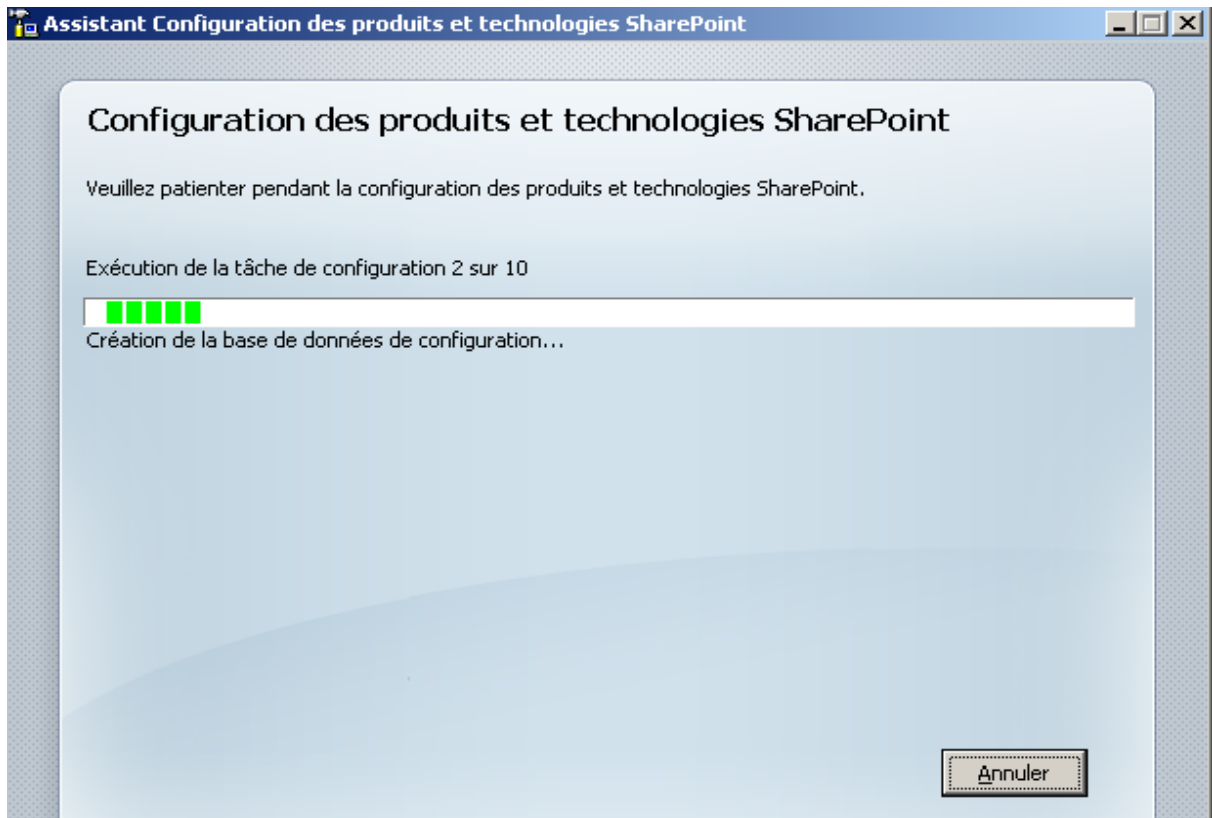 Assistant Configuration des produits et technologies SharePoint
Configuration des produits et technologies SharePoint
Veuillez patienter pendant la configuration des produits et technologies SharePoint.
Exécution de la tâche de configuration 2 sur 10
Création de la base de données de configuration...
Annuler